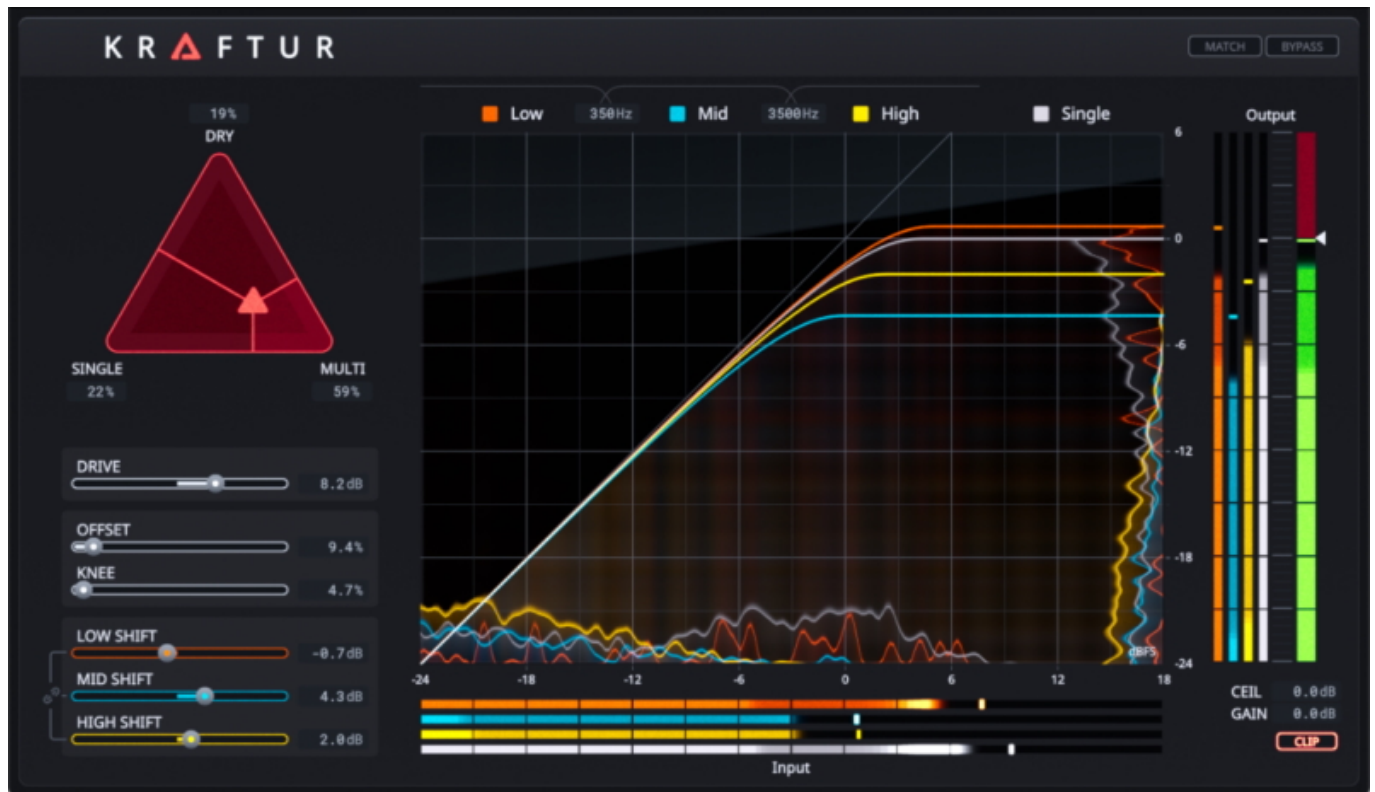 KRAFTUR
MATCH BYPASS
19%
DRY
SINGLE MULTI
22% 59%
DRIVE
8.2dB
OFFSET
9.4%
KNEE
4.7%
LOW SHIFT
-0.7dB
MID SHIFT
4.3dB
HIGH SHIFT
2.0dB
Low 350Hz Mid 3500Hz High Single
6
0
-6
-12
-18
-24
dBFS
-24 -18 -12 -6 0 6 12 18
Input
Output
CEIL 0.0dB
GAIN 0.0dB
CLIP